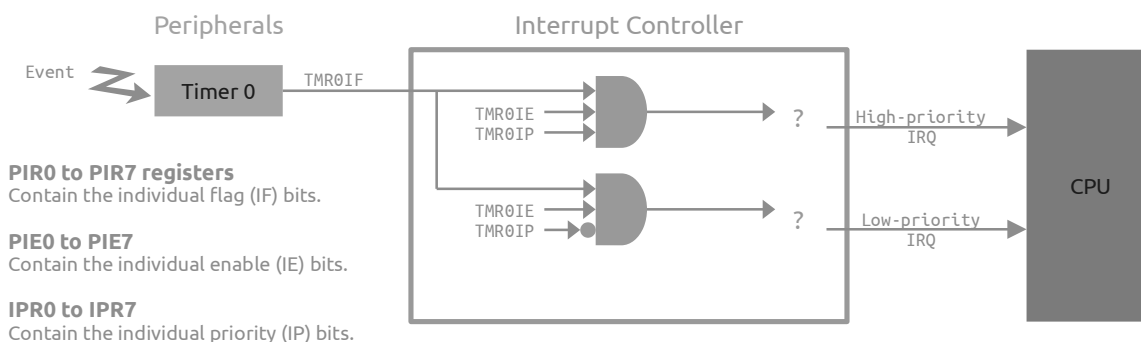 Peripherals
Interrupt Controller
Event
Timer 0
TMR0IF
TMR0IE
TMR0IP
?
High-priority
IRQ
CPU
PIR0 to PIR7 registers
Contain the individual flag (IF) bits.
TMR0IE
TMR0IP
?
Low-priority
IRQ
PIE0 to PIE7
Contain the individual enable (IE) bits.
IPR0 to IPR7
Contain the individual priority (IP) bits.